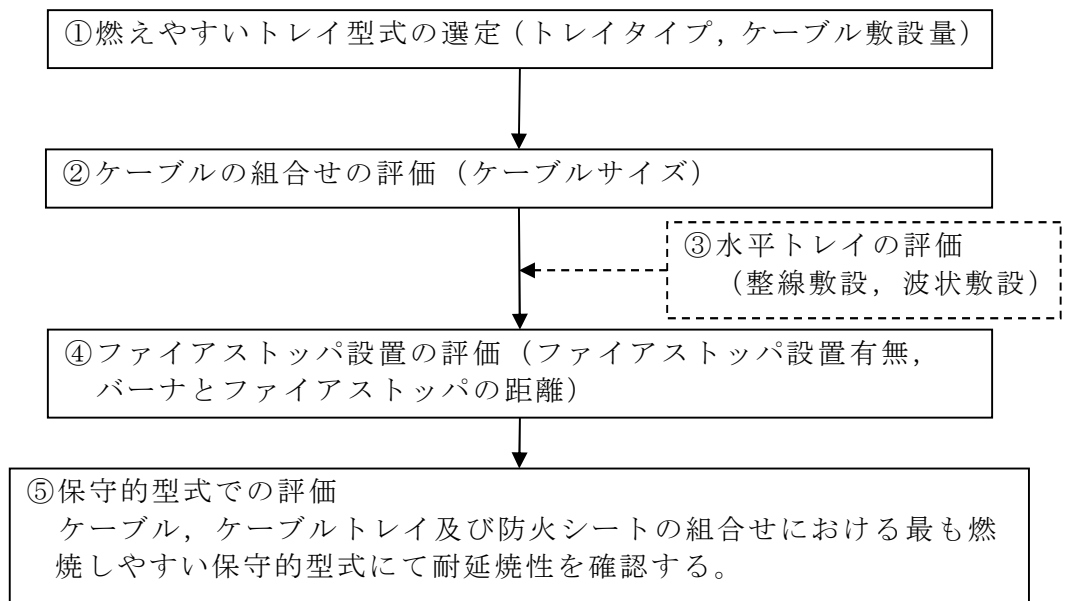 ①燃えやすいトレイ型式の選定（トレイタイプ，ケーブル敷設量）
②ケーブルの組合せの評価（ケーブルサイズ）
③水平トレイの評価
（整線敷設，波状敷設）
④ファイアストッパ設置の評価（ファイアストッパ設置有無，
バーナとファイアストッパの距離）
⑤保守的型式での評価
ケーブル，ケーブルトレイ及び防火シートの組合せにおける最も燃
焼しやすい保守的型式にて耐延焼性を確認する。